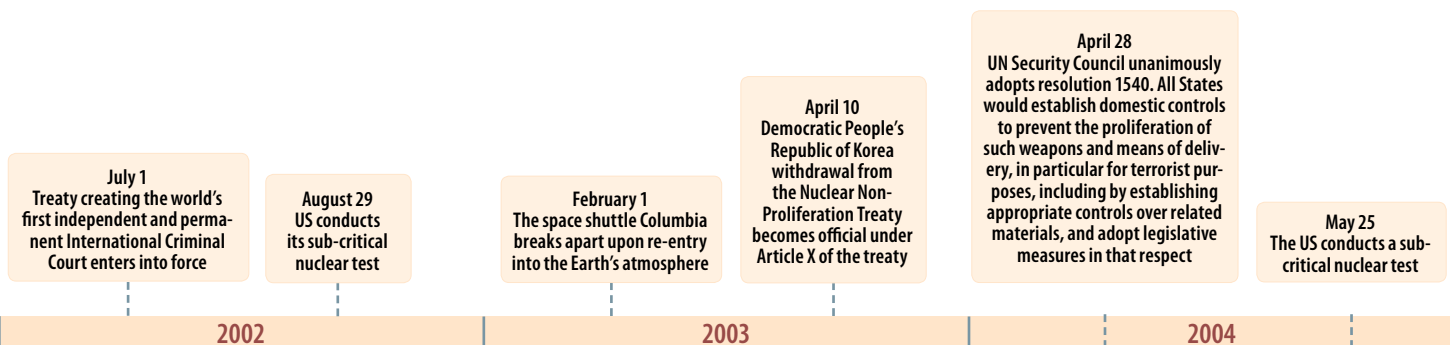 July 1
Treaty creating the world's
first independent and perma-
nent International Criminal
Court enters into force
August 29
US conducts
its sub-critical
nuclear test
February 1
The space shuttle Columbia
breaks apart upon re-entry
into the Earth's atmosphere
April 10
Democratic People's
Republic of Korea
withdrawal from
the Nuclear Non-
Proliferation Treaty
becomes official under
Article X of the treaty
April 28
UN Security Council unanimously
adopts resolution 1540. All States
would establish domestic controls
to prevent the proliferation of
such weapons and means of deliv-
ery, in particular for terrorist pur-
poses, including by establishing
appropriate controls over related
materials, and adopt legislative
measures in that respect
May 25
The US conducts a sub-
critical nuclear test
2002
2003
2004